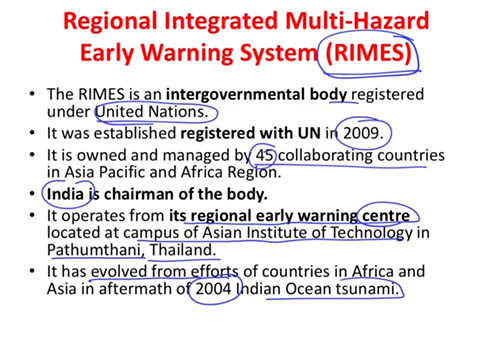 Regional Integrated Multi-Hazard
Early Warning System (RIMES)
• The RIMES is an intergovernmental body registered
under United Nations.
• It was established registered with UN in 2009.
• It is owned and managed by 45 collaborating countries
in Asia Pacific and Africa Region.
• India is chairman of the body.
• It operates from its regional early warning centre
located at campus of Asian Institute of Technology in
Pathumthani, Thailand.
• It has evolved from efforts of countries in Africa and
Asia in aftermath of 2004 Indian Ocean tsunami.